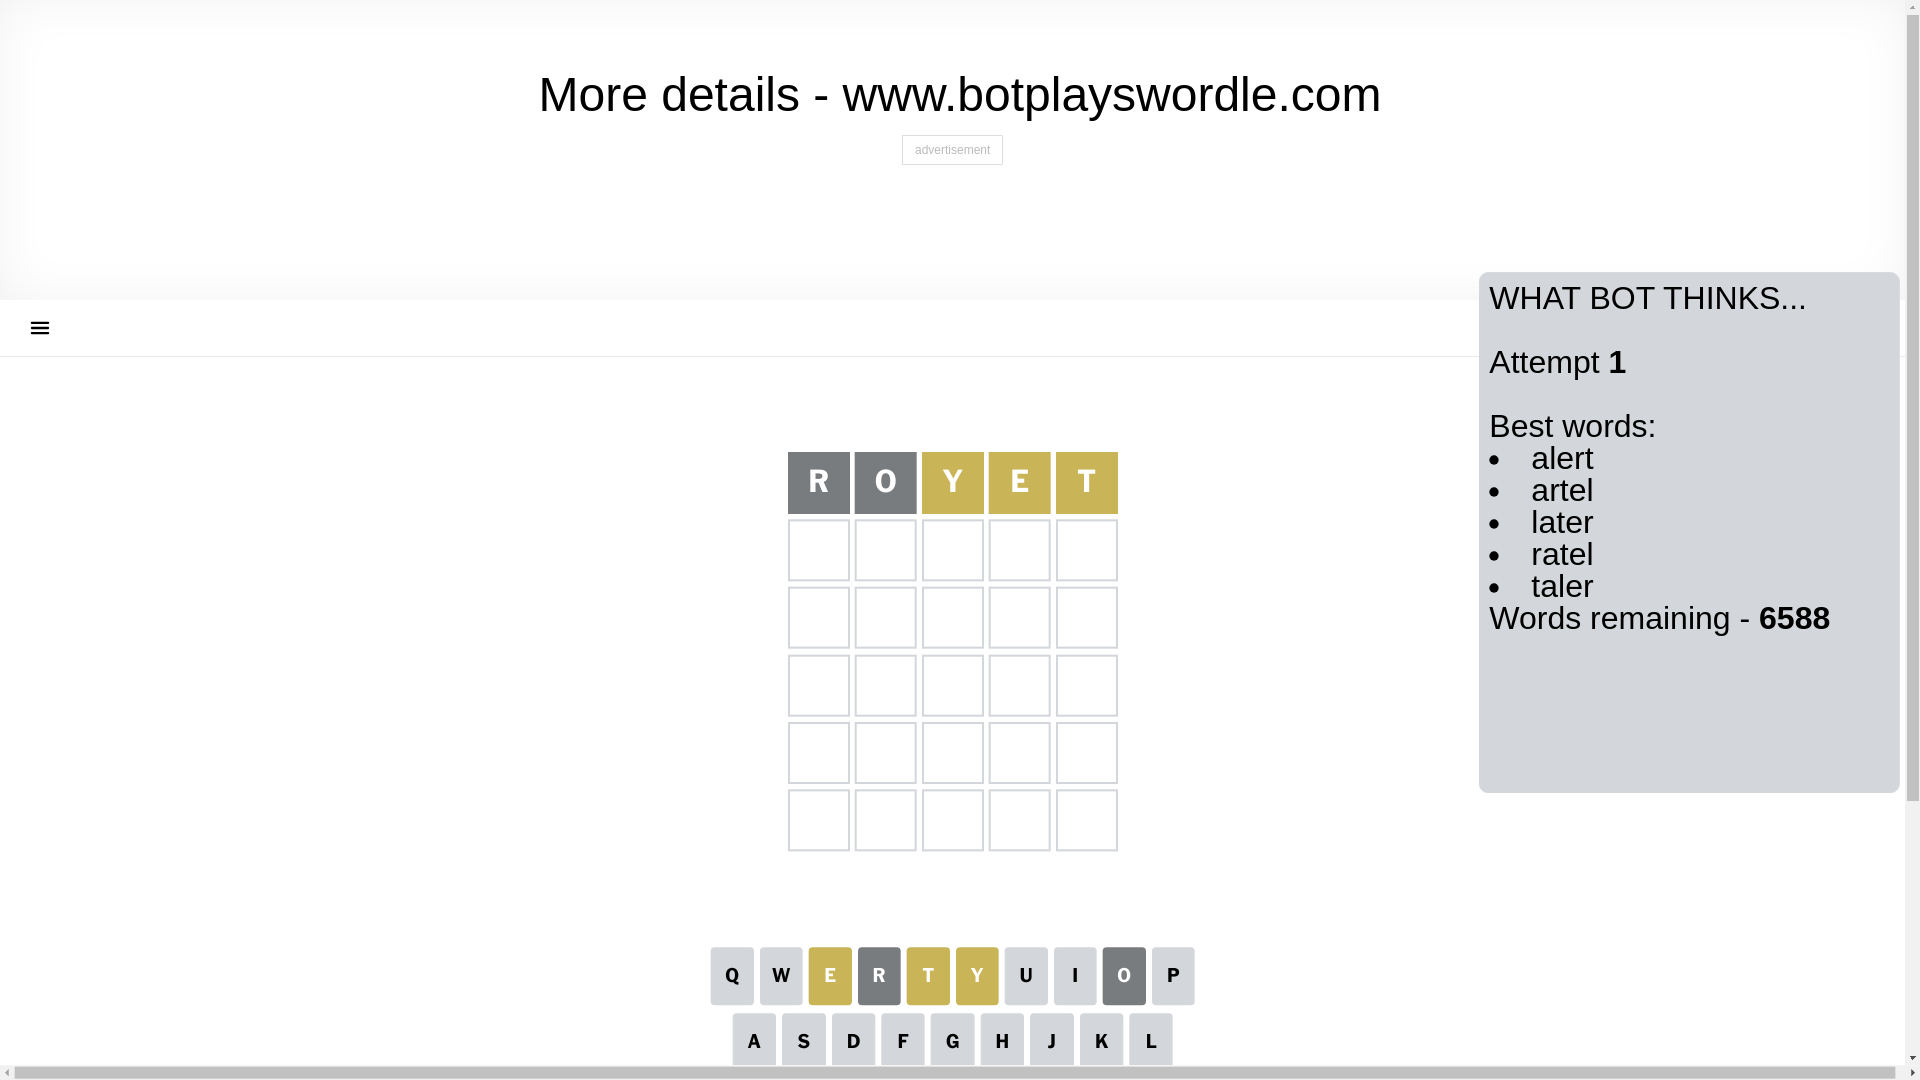 More details - www.botplayswordle.com
advertisement
WHAT BOT THINKS...
Attempt 1
Best words:
• alert
• artel
• later
• ratel
• taler
Words remaining - 6588
R O Y E T
Q W E R T Y U I O P
A S D F G H J K L